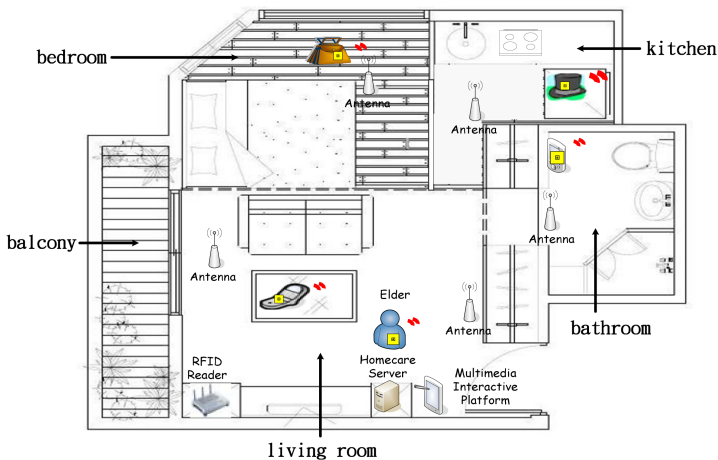 bedroom
kitchen
Antenna
Antenna
Antenna
balcony
Antenna
Elder
Antenna
bathroom
RFID
Reader
Homecare
Server
Multimedia
Interactive
Platform
living room